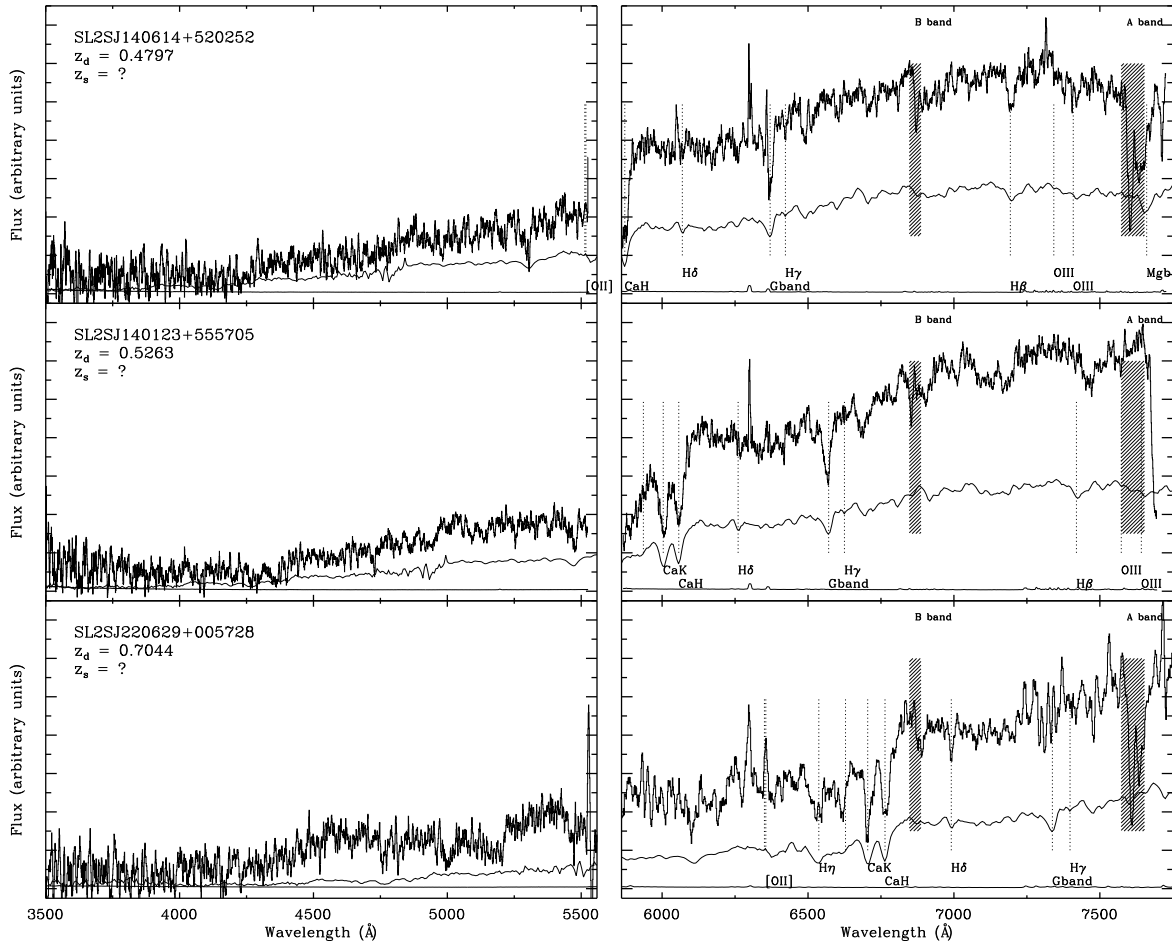 SL2SJ140614+520252
z_d = 0.4797
z_s = ?
Flux (arbitrary units)
B band
A band
[OII]
CaH
Hδ
Gband
Hγ
Hβ
OIII
OIII
Mgb
SL2SJ140123+555705
z_d = 0.5263
z_s = ?
Flux (arbitrary units)
B band
A band
CaK
CaH
Hδ
Gband
Hγ
Hβ
OIII
OIII
SL2SJ220629+005728
z_d = 0.7044
z_s = ?
Flux (arbitrary units)
B band
A band
[OII]
Hη
CaK
CaH
Hδ
Gband
Hγ
3500 4000 4500 5000 5500
6000 6500 7000 7500
Wavelength (Å)
Wavelength (Å)